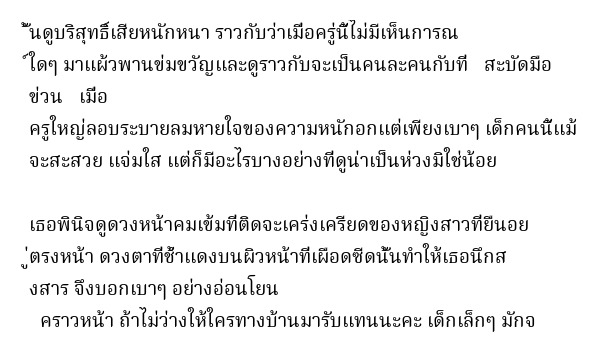 ั้นดูบริสุทธิ์เสียหนักหนา ราวกับว่าเมื่อครู่นี้ไม่มีเห็นการณ
์ใดๆ มาแผ้วพานข่มขวัญและดูราวกับจะเป็นคนละคนกับที่   สะบัดมือ
ข่วน   เมื่อ
ครูใหญ่ลอบระบายลมหายใจของความหนักอกแต่เพียงเบาๆ เด็กคนนี้แม้
จะสะสวย แจ่มใส แต่ก็มีอะไรบางอย่างที่ดูน่าเป็นห่วงมิใช่น้อย
เธอพินิจดูดวงหน้าคมเข้มที่ติดจะเคร่งเครียดของหญิงสาวที่ยืนอย
ู่ตรงหน้า ดวงตาที่ช้ำแดงบนผิวหน้าที่เผือดซีดนั้นทำให้เธอนึกส
งสาร จึงบอกเบาๆ อย่างอ่อนโยน
คราวหน้า ถ้าไม่ว่างให้ใครทางบ้านมารับแทนนะคะ เด็กเล็กๆ มักจ